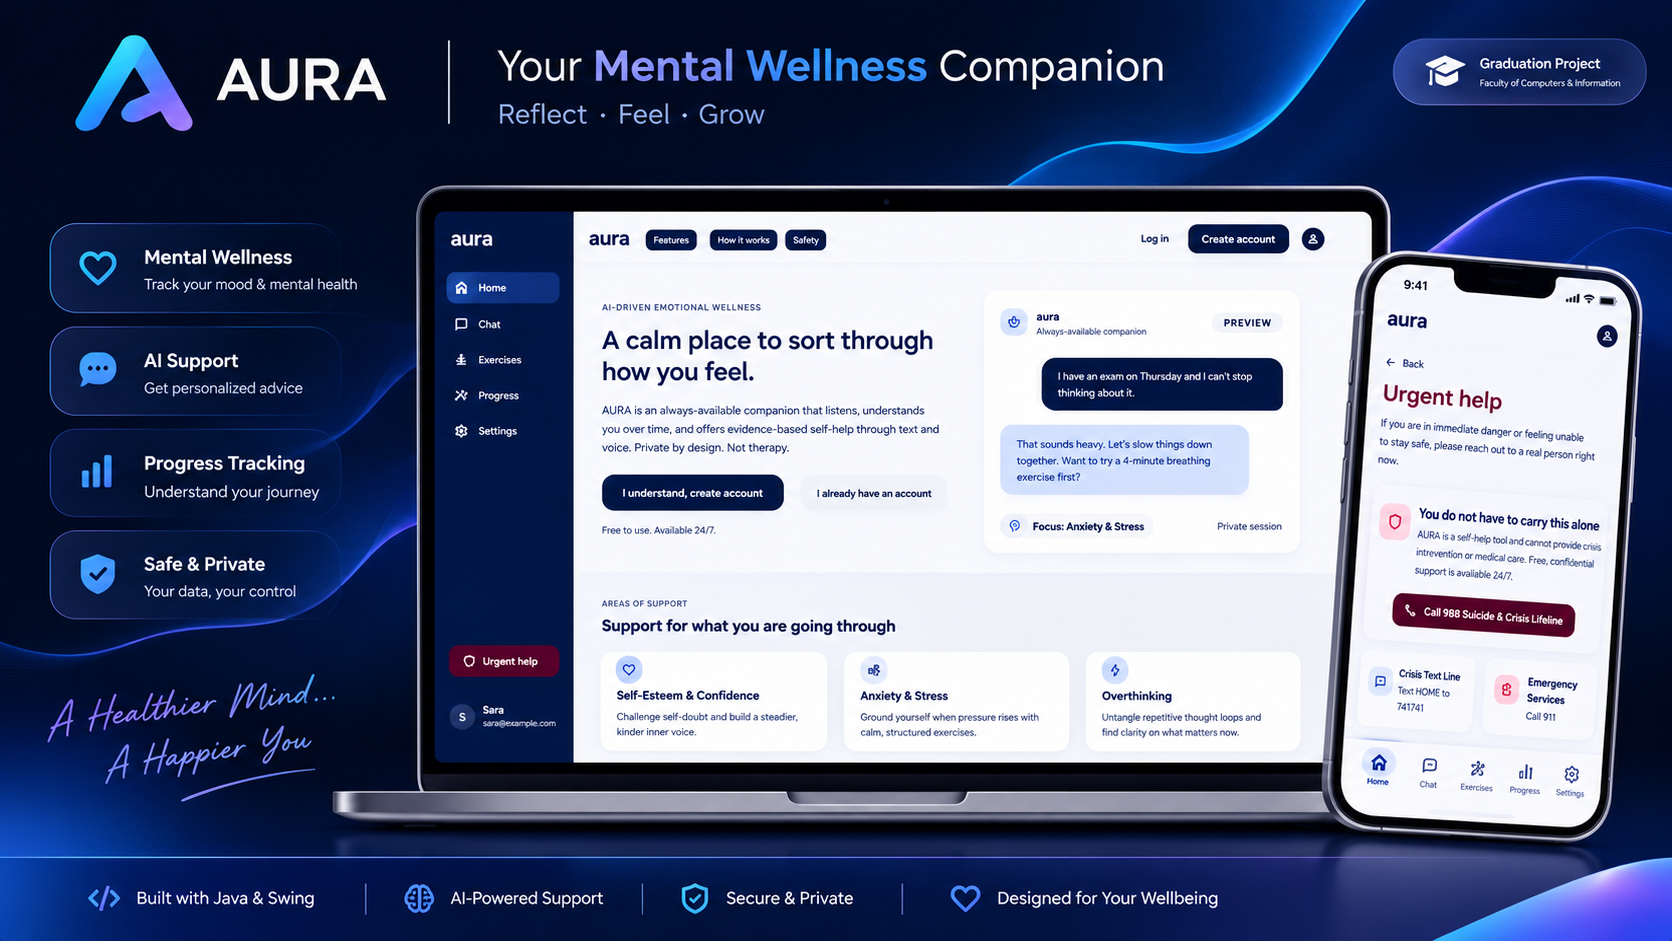 AURA
Your Mental Wellness Companion
Reflect · Feel · Grow
Graduation Project
Faculty of Computers & Information
Mental Wellness
Track your mood & mental health
AI Support
Get personalized advice
Progress Tracking
Understand your journey
Safe & Private
Your data, your control
A Healthier Mind...
A Happier You
aura
Home
Chat
Exercises
Progress
Settings
Urgent help
S
Sara
sara@example.com
aura
Features
How it works
Safety
Log in
Create account
AI-DRIVEN EMOTIONAL WELLNESS
A calm place to sort through
how you feel.
AURA is an always-available companion that listens, understands
you over time, and offers evidence-based self-help through text and
voice. Private by design. Not therapy.
I understand, create account
I already have an account
Free to use. Available 24/7.
aura
Always-available companion
PREVIEW
I have an exam on Thursday and I can't stop
thinking about it.
That sounds heavy. Let's slow things down
together. Want to try a 4-minute breathing
exercise first?
Focus: Anxiety & Stress
Private session
AREAS OF SUPPORT
Support for what you are going through
Self-Esteem & Confidence
Challenge self-doubt and build a steadier,
kinder inner voice.
Anxiety & Stress
Ground yourself when pressure rises with
calm, structured exercises.
Overthinking
Untangle repetitive thought loops and
find clarity on what matters now.
9:41
aura
Back
Urgent help
If you are in immediate danger or feeling unable
to stay safe, please reach out to a real person right
now.
You do not have to carry this alone
AURA is a self-help tool and cannot provide crisis
intrevention or medical care. Free, confidential
support is available 24/7.
Call 988 Suicide & Crisis Lifeline
Crisis Text Line
Text HOME to
741741
Emergency
Services
Call 911
Home
Chat
Exercises
Progress
Settings
Built with Java & Swing
AI-Powered Support
Secure & Private
Designed for Your Wellbeing